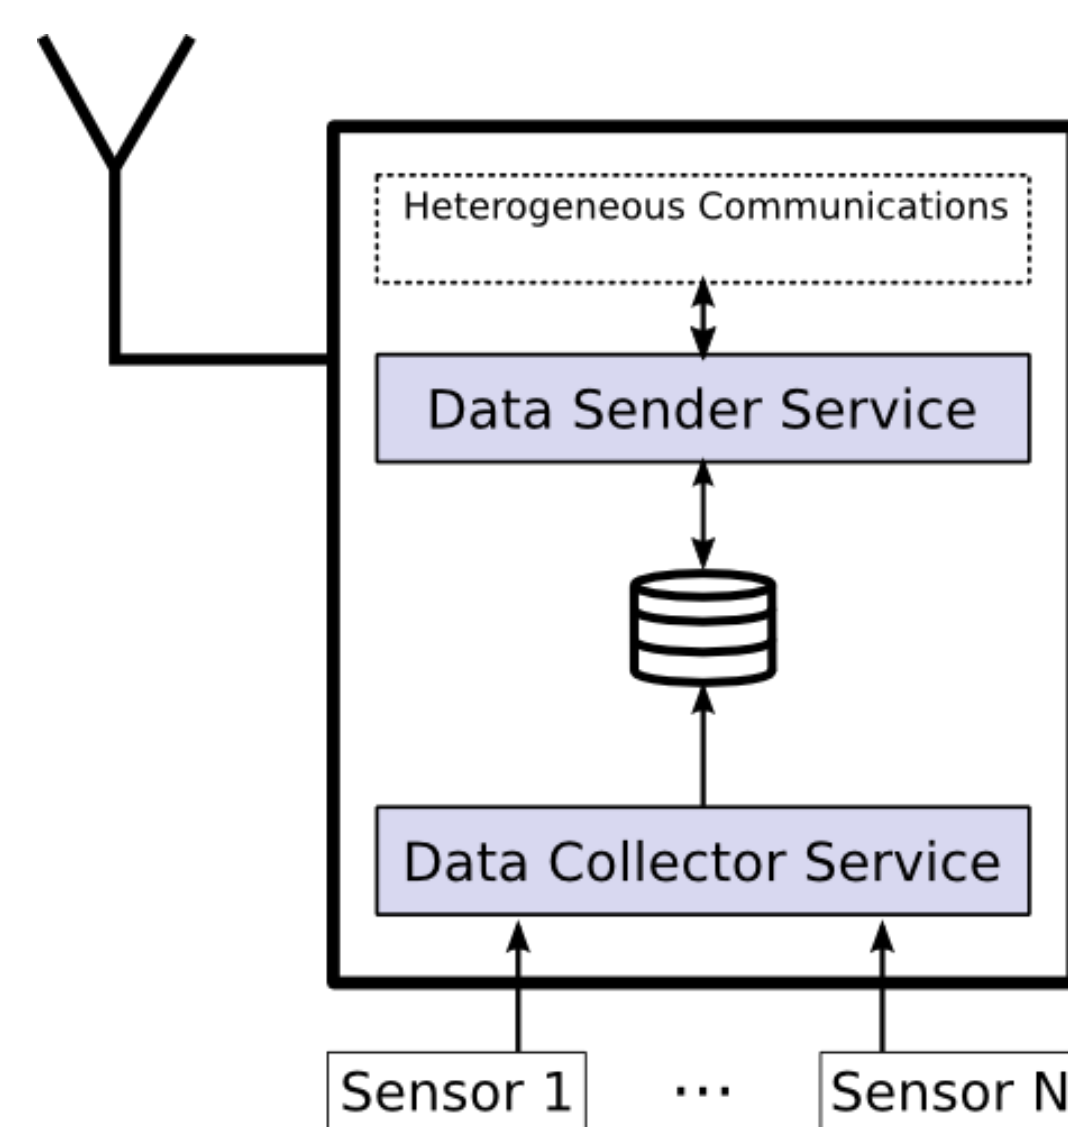 Heterogeneous Communications
Data Sender Service
Data Collector Service
Sensor 1 ... Sensor N